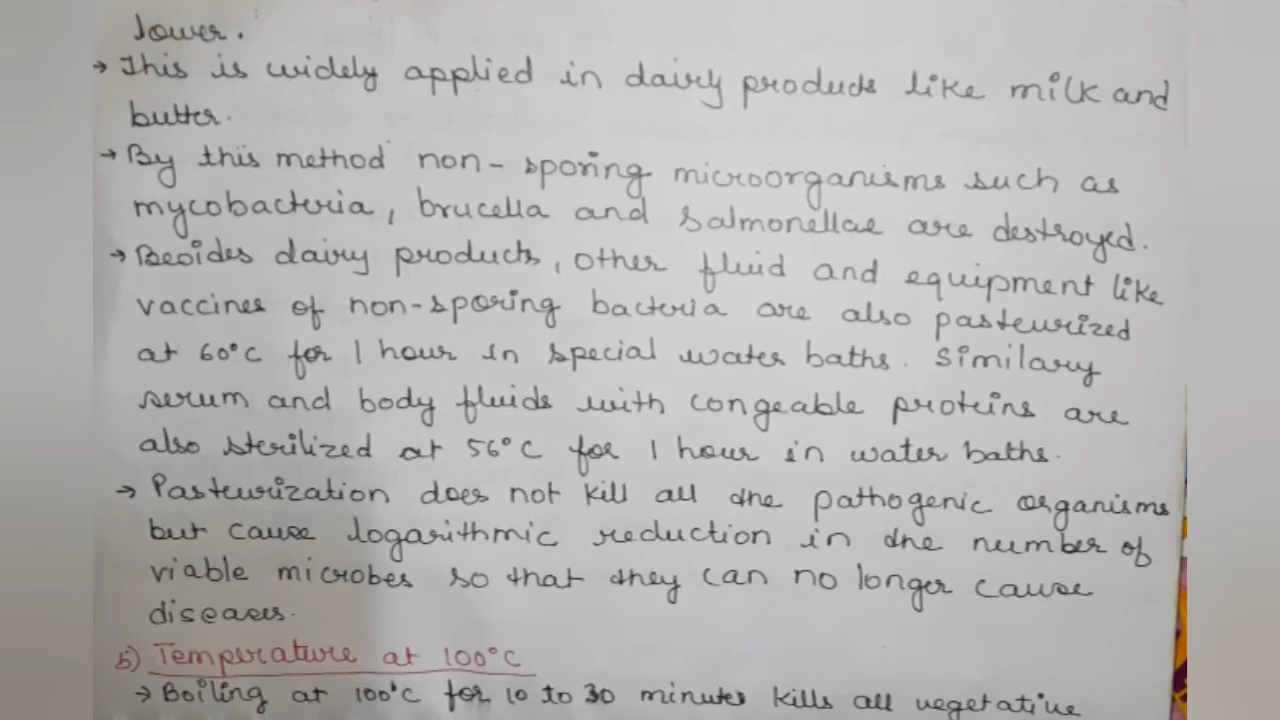 lower.
→ This is widely applied in dairy products like milk and
butter.
→ By this method non-sporing microorganisms such as
mycobacteria, brucella and salmonellae are destroyed.
→ Besides dairy products, other fluid and equipment like
vaccines of non-sporing bacteria are also pasteurized
at 60°C for 1 hour in special water baths. Similary
serum and body fluids with congeable proteins are
also sterilized at 56°C for 1 hour in water baths.
→ Pasteurization does not kill all the pathogenic organisms
but cause logarithmic reduction in the number of
viable microbes so that they can no longer cause
diseases.
5) Temperature at 100°C
→ Boiling at 100°C for 10 to 30 minutes kills all vegetative